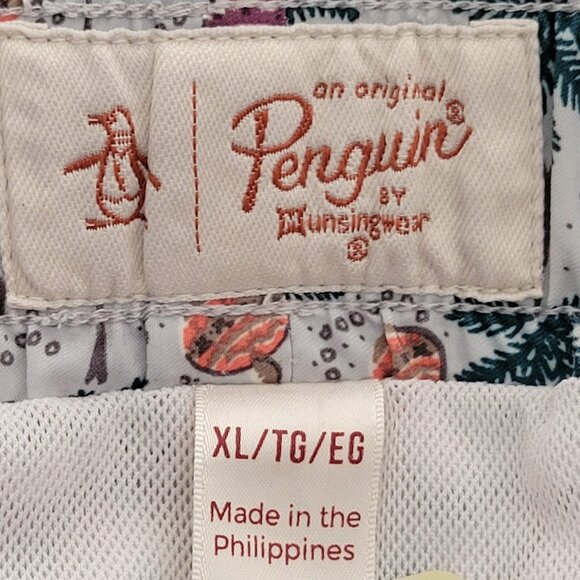 an original
Penguin®
BY
Munsingwear
®
XL/TG/EG
Made in the
Philippines